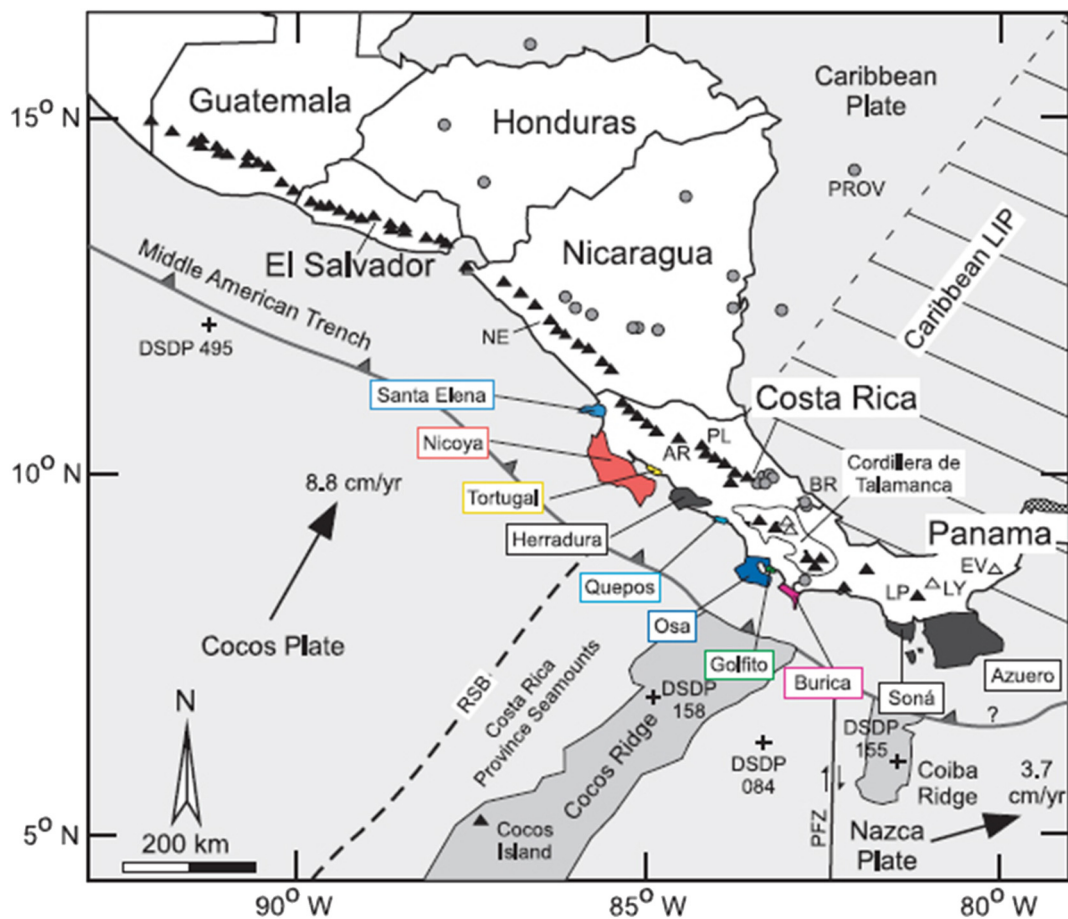 Guatemala
Honduras
Caribbean
Plate
15° N
PROV
Nicaragua
El Salvador
Caribbean LIP
Middle American Trench
NE
DSDP 495
Santa Elena
Costa Rica
Nicoya
PL
AR
Cordillera de
Talamanca
10° N
8.8 cm/yr
Tortugal
BR
Herradura
Panama
EV
Quepos
LP
LY
Cocos Plate
Osa
Golfito
Burica
Azuero
Soná
RSB
Costa Rica
Province Seamounts
DSDP
158
?
N
Cocos Ridge
DSDP
084
DSDP
155
Coiba
Ridge
3.7
cm/yr
PFZ
Nazca
Plate
5° N
200 km
Cocos
Island
90° W
85° W
80° W